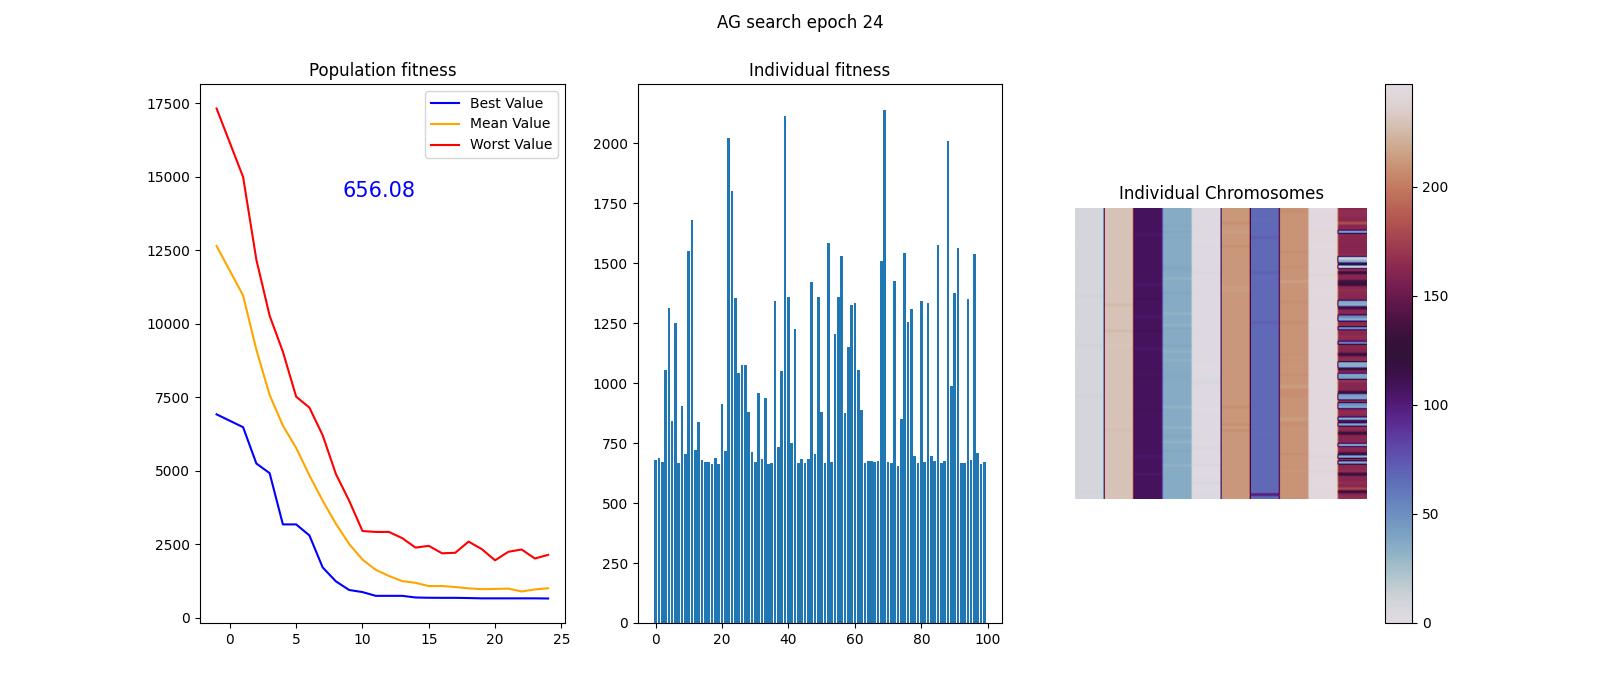 AG search epoch 24
Population fitness
17500
15000
12500
10000
7500
5000
2500
0
0 5 10 15 20 25
Best Value
Mean Value
Worst Value
656.08
Individual fitness
2000
1750
1500
1250
1000
750
500
250
0
0 20 40 60 80 100
Individual Chromosomes
200
150
100
50
0